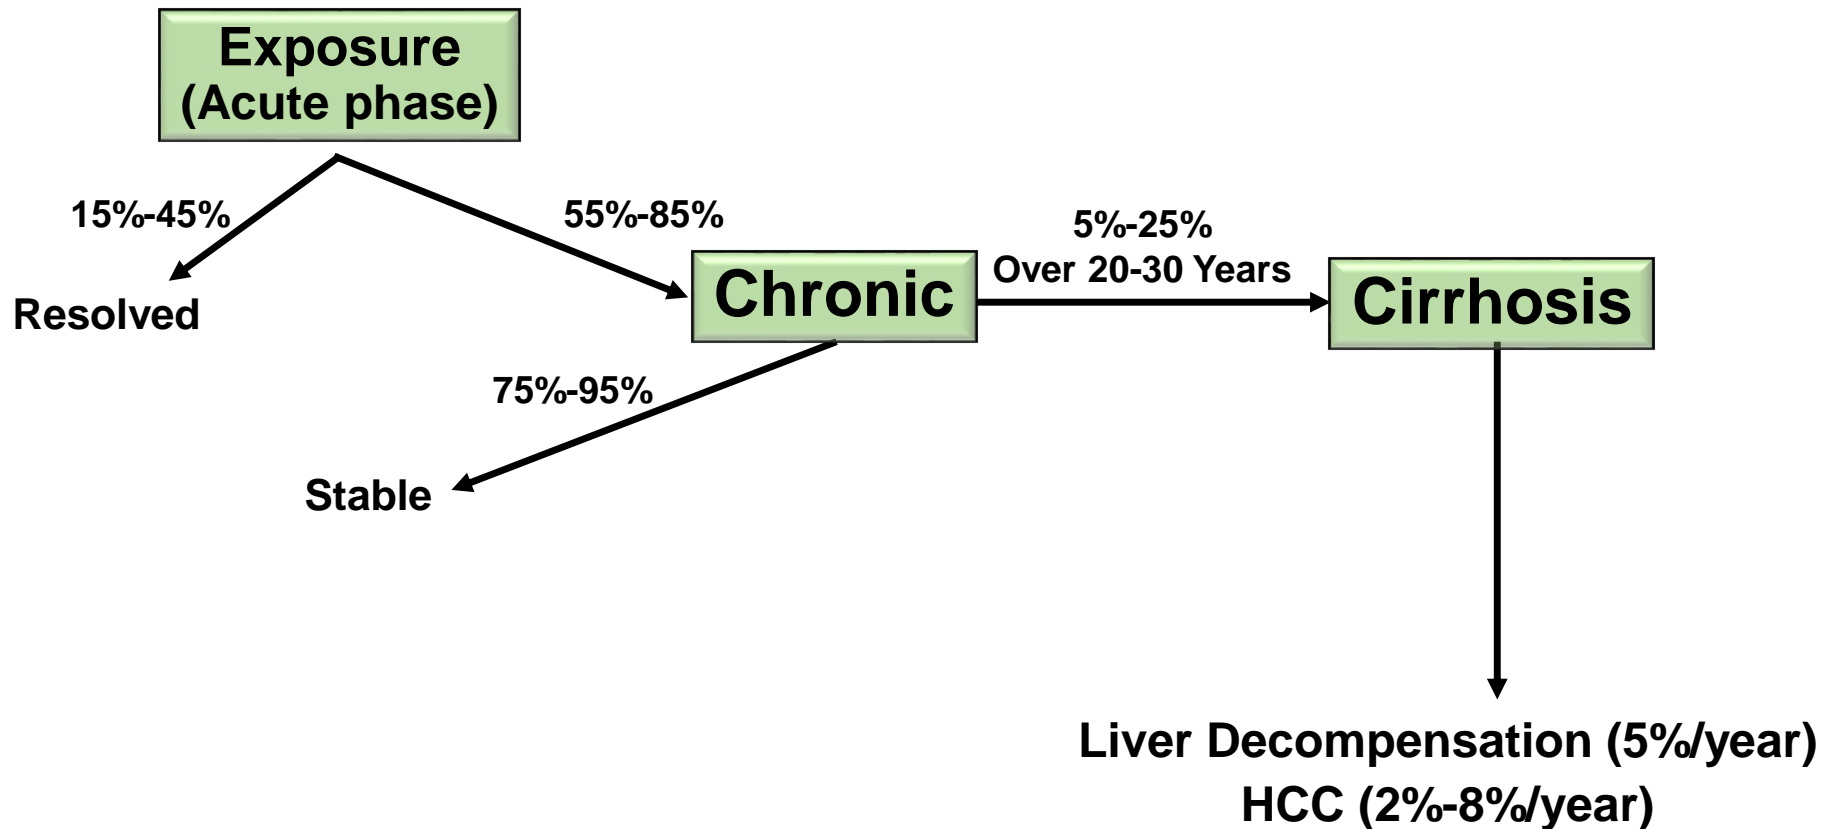 Exposure
(Acute phase)
15%-45%
55%-85%
5%-25%
Over 20-30 Years
Resolved
Chronic
Cirrhosis
75%-95%
Stable
Liver Decompensation (5%/year)
HCC (2%-8%/year)